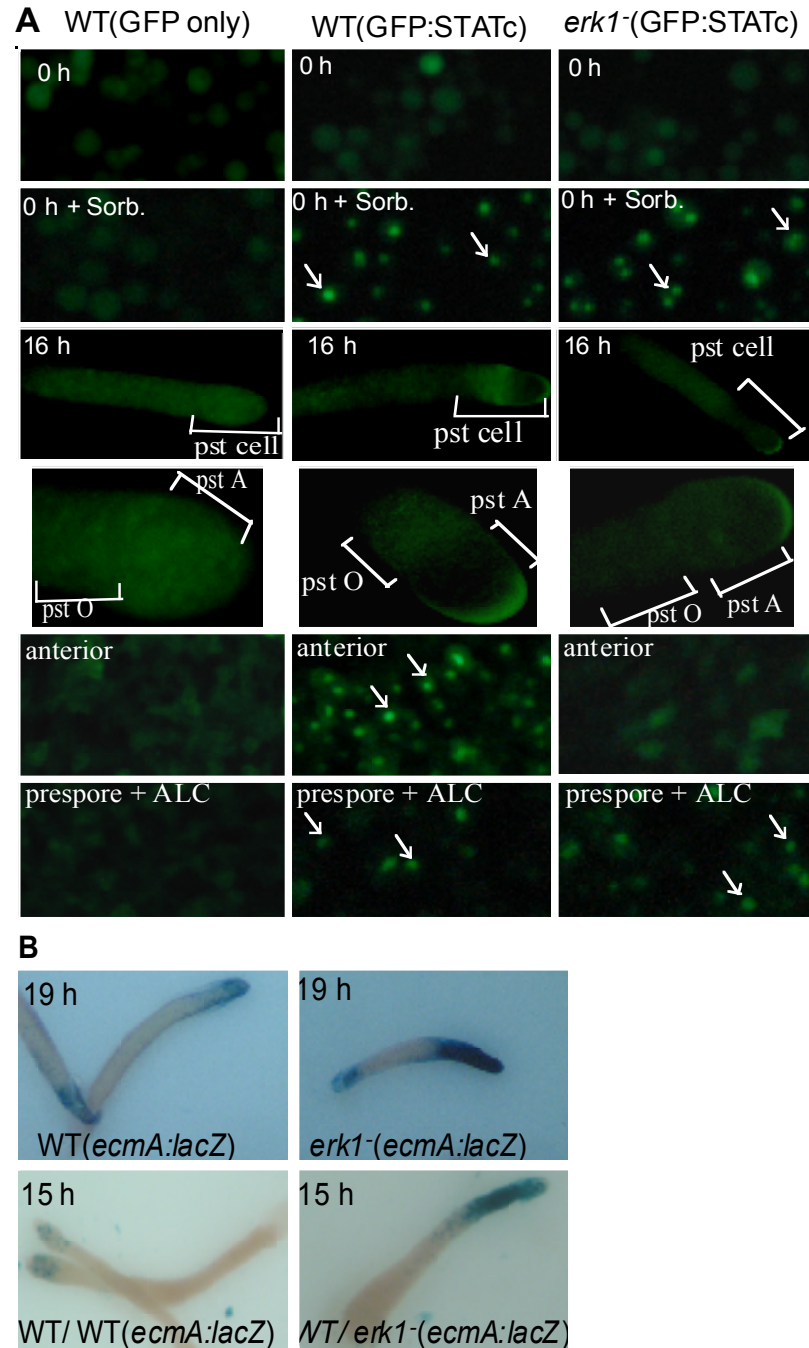 A WT(GFP only) WT(GFP:STATc) erk1-(GFP:STATc)
0 h 0 h 0 h
0 h + Sorb. 0 h + Sorb. 0 h + Sorb.
16 h 16 h 16 h
pst cell pst cell pst cell
pst A pst A pst A
pst O pst O pst O
anterior anterior anterior
prespore + ALC prespore + ALC prespore + ALC
B
19 h 19 h
WT(ecmA:lacZ) erk1-(ecmA:lacZ)
15 h 15 h
WT/ WT(ecmA:lacZ) WT/ erk1-(ecmA:lacZ)